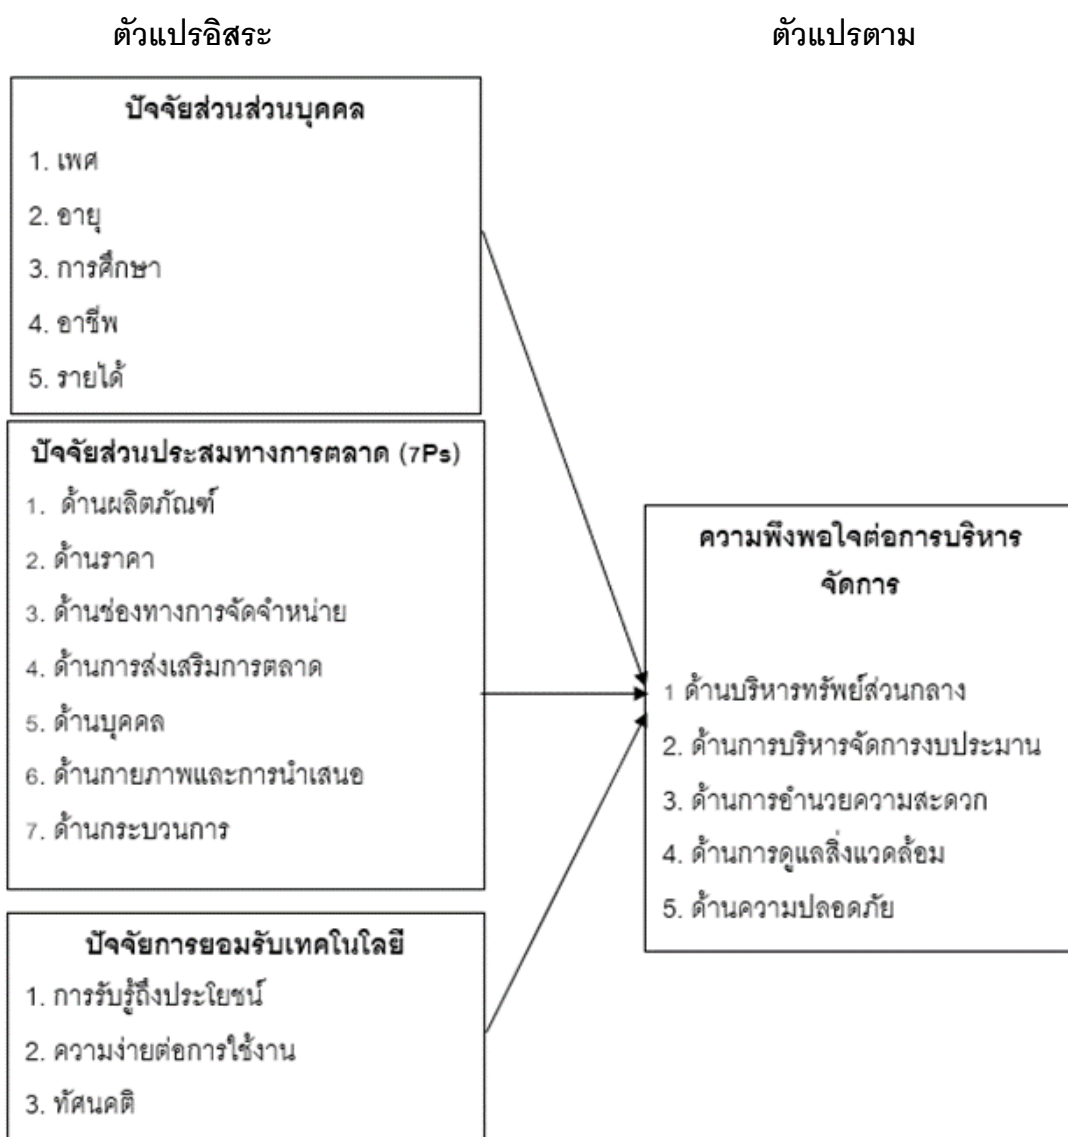 ตัวแปรอิสระ
ตัวแปรตาม
ปัจจัยส่วนส่วนบุคคล
1. เพศ
2. อายุ
3. การศึกษา
4. อาชีพ
5. รายได้
ปัจจัยส่วนประสมทางการตลาด (7Ps)
1. ด้านผลิตภัณฑ์
2. ด้านราคา
3. ด้านช่องทางการจัดจำหน่าย
4. ด้านการส่งเสริมการตลาด
5. ด้านบุคคล
6. ด้านกายภาพและการนำเสนอ
7. ด้านกระบวนการ
ปัจจัยการยอมรับเทคโนโลยี
1. การรับรู้ถึงประโยชน์
2. ความง่ายต่อการใช้งาน
3. ทัศนคติ
ความพึงพอใจต่อการบริหาร
จัดการ
1 ด้านบริหารทรัพย์ส่วนกลาง
2. ด้านการบริหารจัดการงบประมาน
3. ด้านการอำนวยความสะดวก
4. ด้านการดูแลสิ่งแวดล้อม
5. ด้านความปลอดภัย